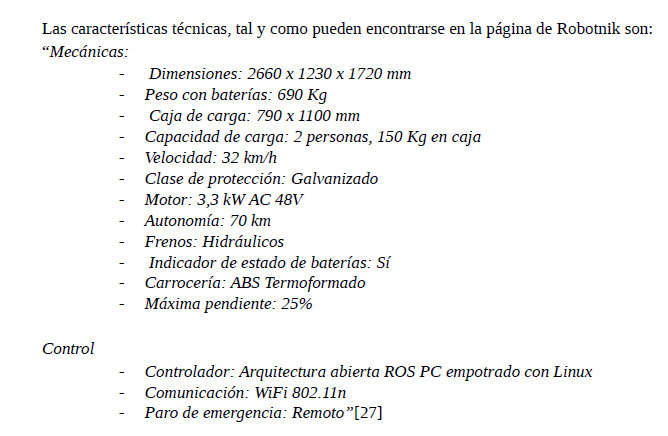 Las características técnicas, tal y como pueden encontrarse en la página de Robotnik son:
“Mecánicas:
- Dimensiones: 2660 x 1230 x 1720 mm
- Peso con baterías: 690 Kg
- Caja de carga: 790 x 1100 mm
- Capacidad de carga: 2 personas, 150 Kg en caja
- Velocidad: 32 km/h
- Clase de protección: Galvanizado
- Motor: 3,3 kW AC 48V
- Autonomía: 70 km
- Frenos: Hidráulicos
- Indicador de estado de baterías: Sí
- Carrocería: ABS Termoformado
- Máxima pendiente: 25%
Control
- Controlador: Arquitectura abierta ROS PC empotrado con Linux
- Comunicación: WiFi 802.11n
- Paro de emergencia: Remoto”[27]